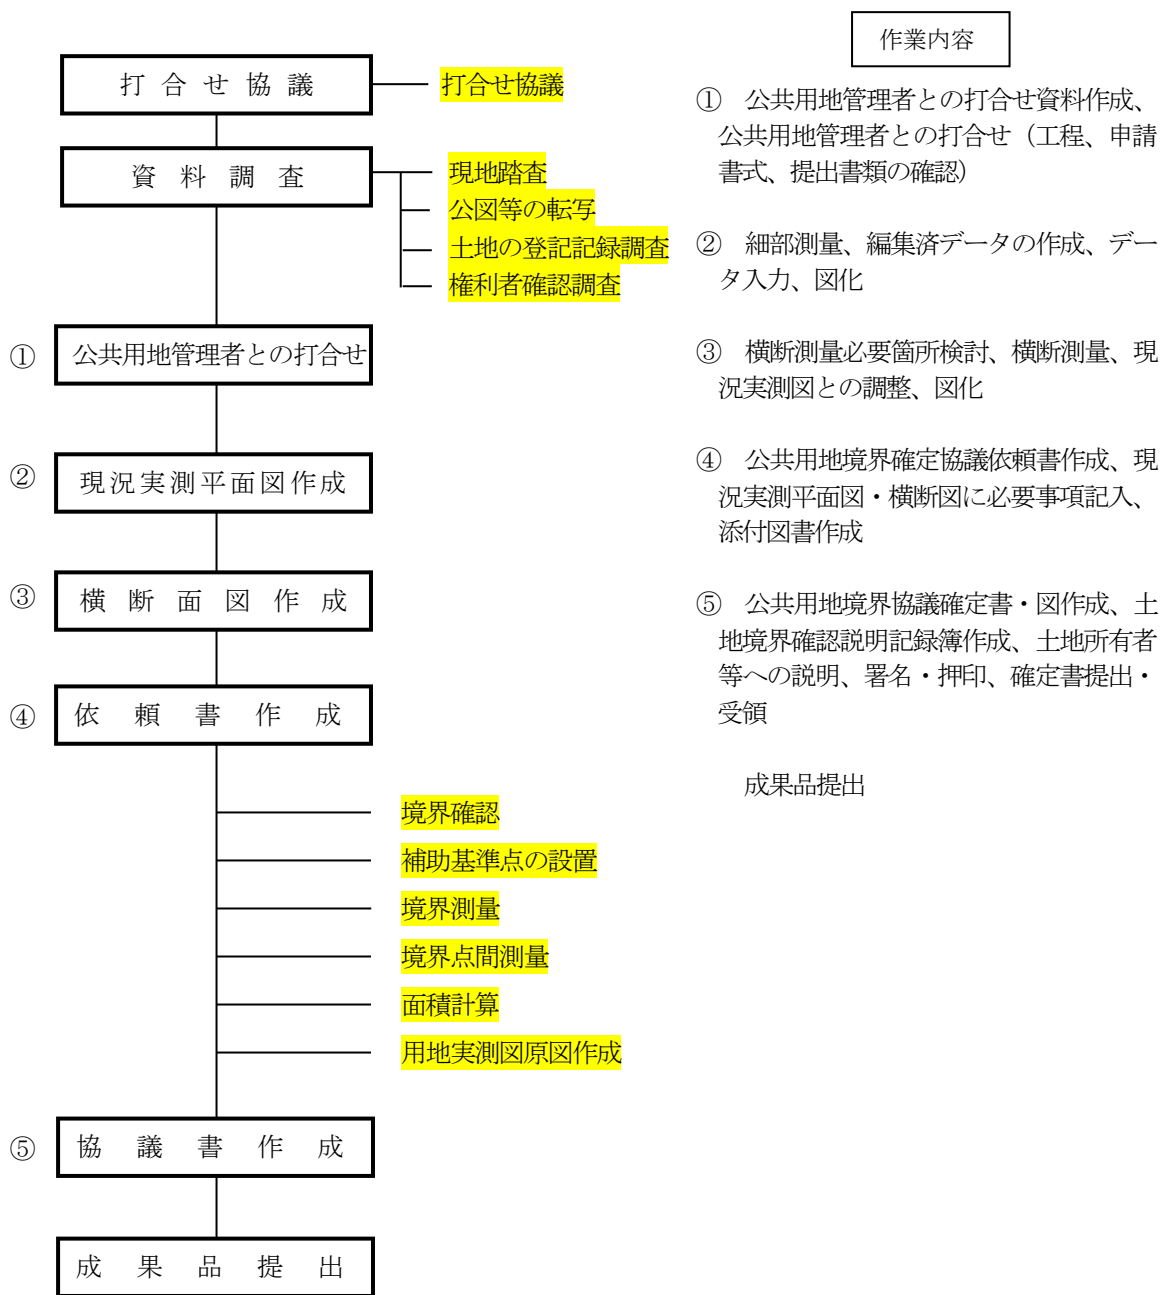 打合せ協議
打合せ協議
資料調査
現地踏査
公図等の転写
土地の登記記録調査
権利者確認調査
①
公共用地管理者との打合せ
②
現況実測平面図作成
③
横断面図作成
④
依頼書作成
境界確認
補助基準点の設置
境界測量
境界点間測量
面積計算
用地実測図原図作成
⑤
協議書作成
成果品提出
作業内容
① 公共用地管理者との打合せ資料作成、
公共用地管理者との打合せ（工程、申請
書式、提出書類の確認）
② 細部測量、編集済データの作成、デー
タ入力、図化
③ 横断測量必要箇所検討、横断測量、現
況実測図との調整、図化
④ 公共用地境界確定協議依頼書作成、現
況実測平面図・横断図に必要事項記入、
添付図書作成
⑤ 公共用地境界協議確定書・図作成、土
地境界確認説明記録簿作成、土地所有者
等への説明、署名・押印、確定書提出・
受領
成果品提出